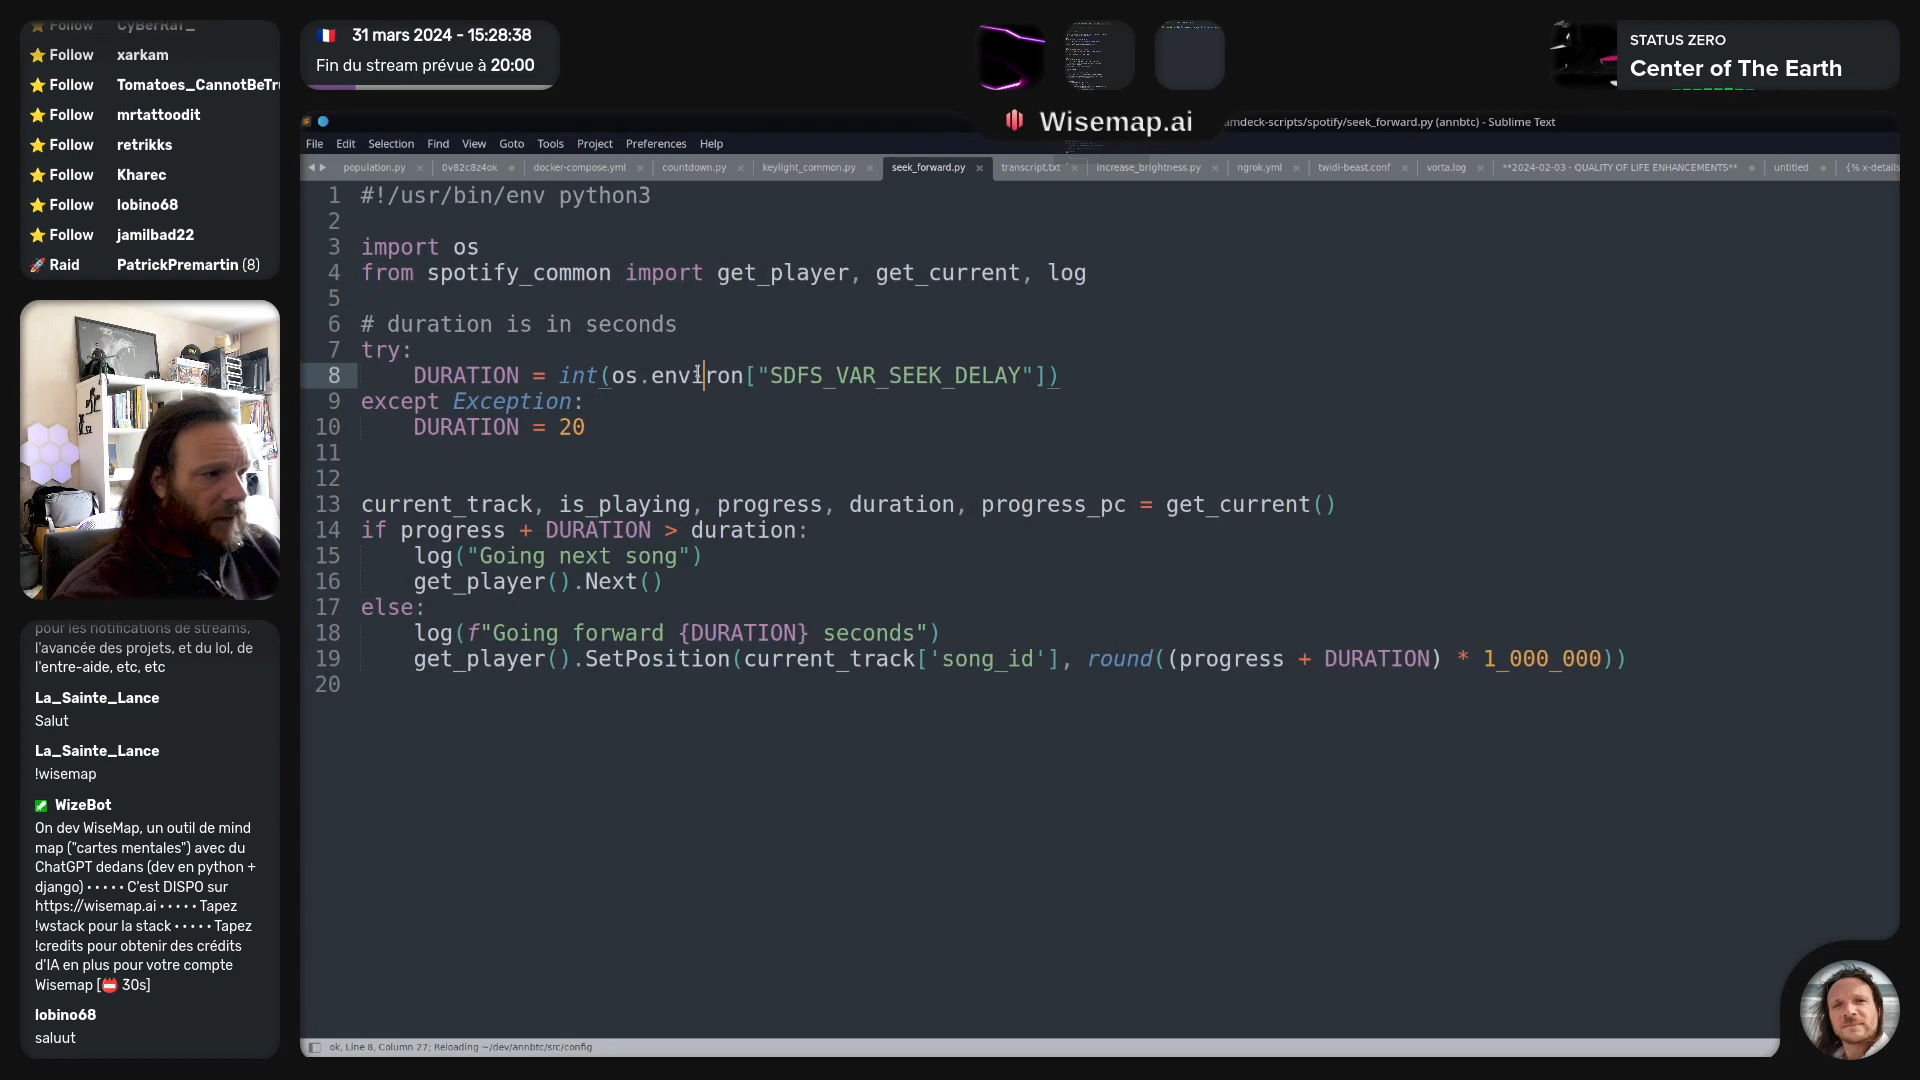 CyBerRaT_
⭐ Follow xarkam
⭐ Follow Tomatoes_CannotBeTr
⭐ Follow mrtattoodit
⭐ Follow retrikks
⭐ Follow Kharec
⭐ Follow lobino68
⭐ Follow jamilbad22
🚀 Raid PatrickPremartin (8)
🇫🇷 31 mars 2024 - 15:28:38
Fin du stream prévue à 20:00
STATUS ZERO
Center of The Earth
Wisemap.ai
amdeck-scripts/spotify/seek_forward.py (annbtc) - Sublime Text
File Edit Selection Find View Goto Tools Project Preferences Help
population.py 0v82c8z4ok docker-compose.yml countdown.py keylight_common.py seek_forward.py transcript.txt increase_brightness.py ngrok.yml twidi-beast.conf vorta.log **2024-02-03 - QUALITY OF LIFE ENHANCEMENTS** untitled {% x-details
1 #!/usr/bin/env python3
2
3 import os
4 from spotify_common import get_player, get_current, log
5
6 # duration is in seconds
7 try:
8     DURATION = int(os.environ["SDFS_VAR_SEEK_DELAY"])
9 except Exception:
10     DURATION = 20
11
12
13 current_track, is_playing, progress, duration, progress_pc = get_current()
14 if progress + DURATION > duration:
15     log("Going next song")
16     get_player().Next()
17 else:
18     log(f"Going forward {DURATION} seconds")
19     get_player().SetPosition(current_track['song_id'], round((progress + DURATION) * 1_000_000))
20
ok, Line 8, Column 27; Reloading ~/dev/annbtc/src/config
pour les notifications de streams,
l'avancée des projets, et du lol, de
l'entre-aide, etc, etc
La_Sainte_Lance
Salut
La_Sainte_Lance
!wisemap
WizeBot
On dev WiseMap, un outil de mind
map ("cartes mentales") avec du
ChatGPT dedans (dev en python +
django) • • • • • C'est DISPO sur
https://wisemap.ai • • • • • Tapez
!wstack pour la stack • • • • • Tapez
!credits pour obtenir des crédits
d'IA en plus pour votre compte
Wisemap [📛 30s]
lobino68
saluut